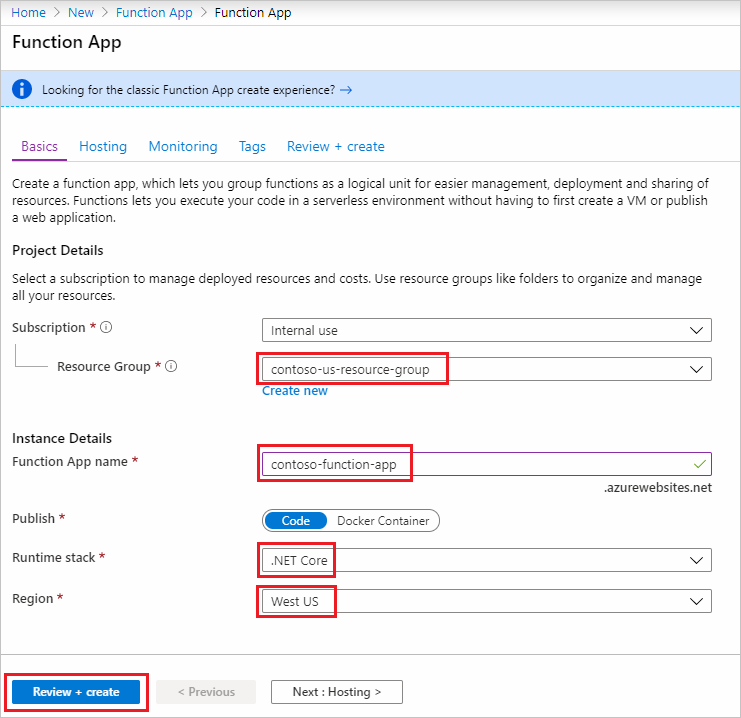 Home > New > Function App > Function App
Function App
Looking for the classic Function App create experience? →
Basics Hosting Monitoring Tags Review + create
Create a function app, which lets you group functions as a logical unit for easier management, deployment and sharing of
resources. Functions lets you execute your code in a serverless environment without having to first create a VM or publish
a web application.
Project Details
Select a subscription to manage deployed resources and costs. Use resource groups like folders to organize and manage
all your resources.
Subscription * Internal use
Resource Group * contoso-us-resource-group
Create new
Instance Details
Function App name * contoso-function-app
.azurewebsites.net
Publish * Code Docker Container
Runtime stack * .NET Core
Region * West US
Review + create < Previous Next : Hosting >